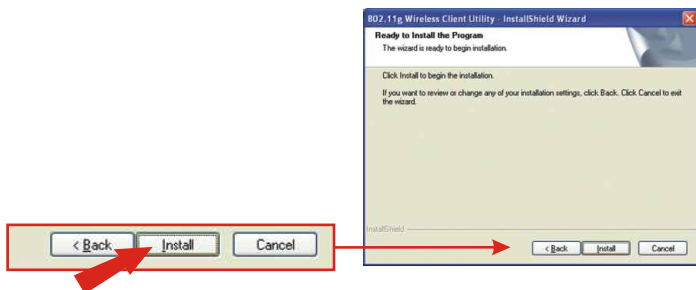 802.11g Wireless Client Utility - InstallShield Wizard
Ready to Install the Program
The wizard is ready to begin installation.
Click Install to begin the installation.
If you want to review or change any of your installation settings, click Back. Click Cancel to exit
the wizard.
InstallShield
< Back Install Cancel
< Back Install Cancel